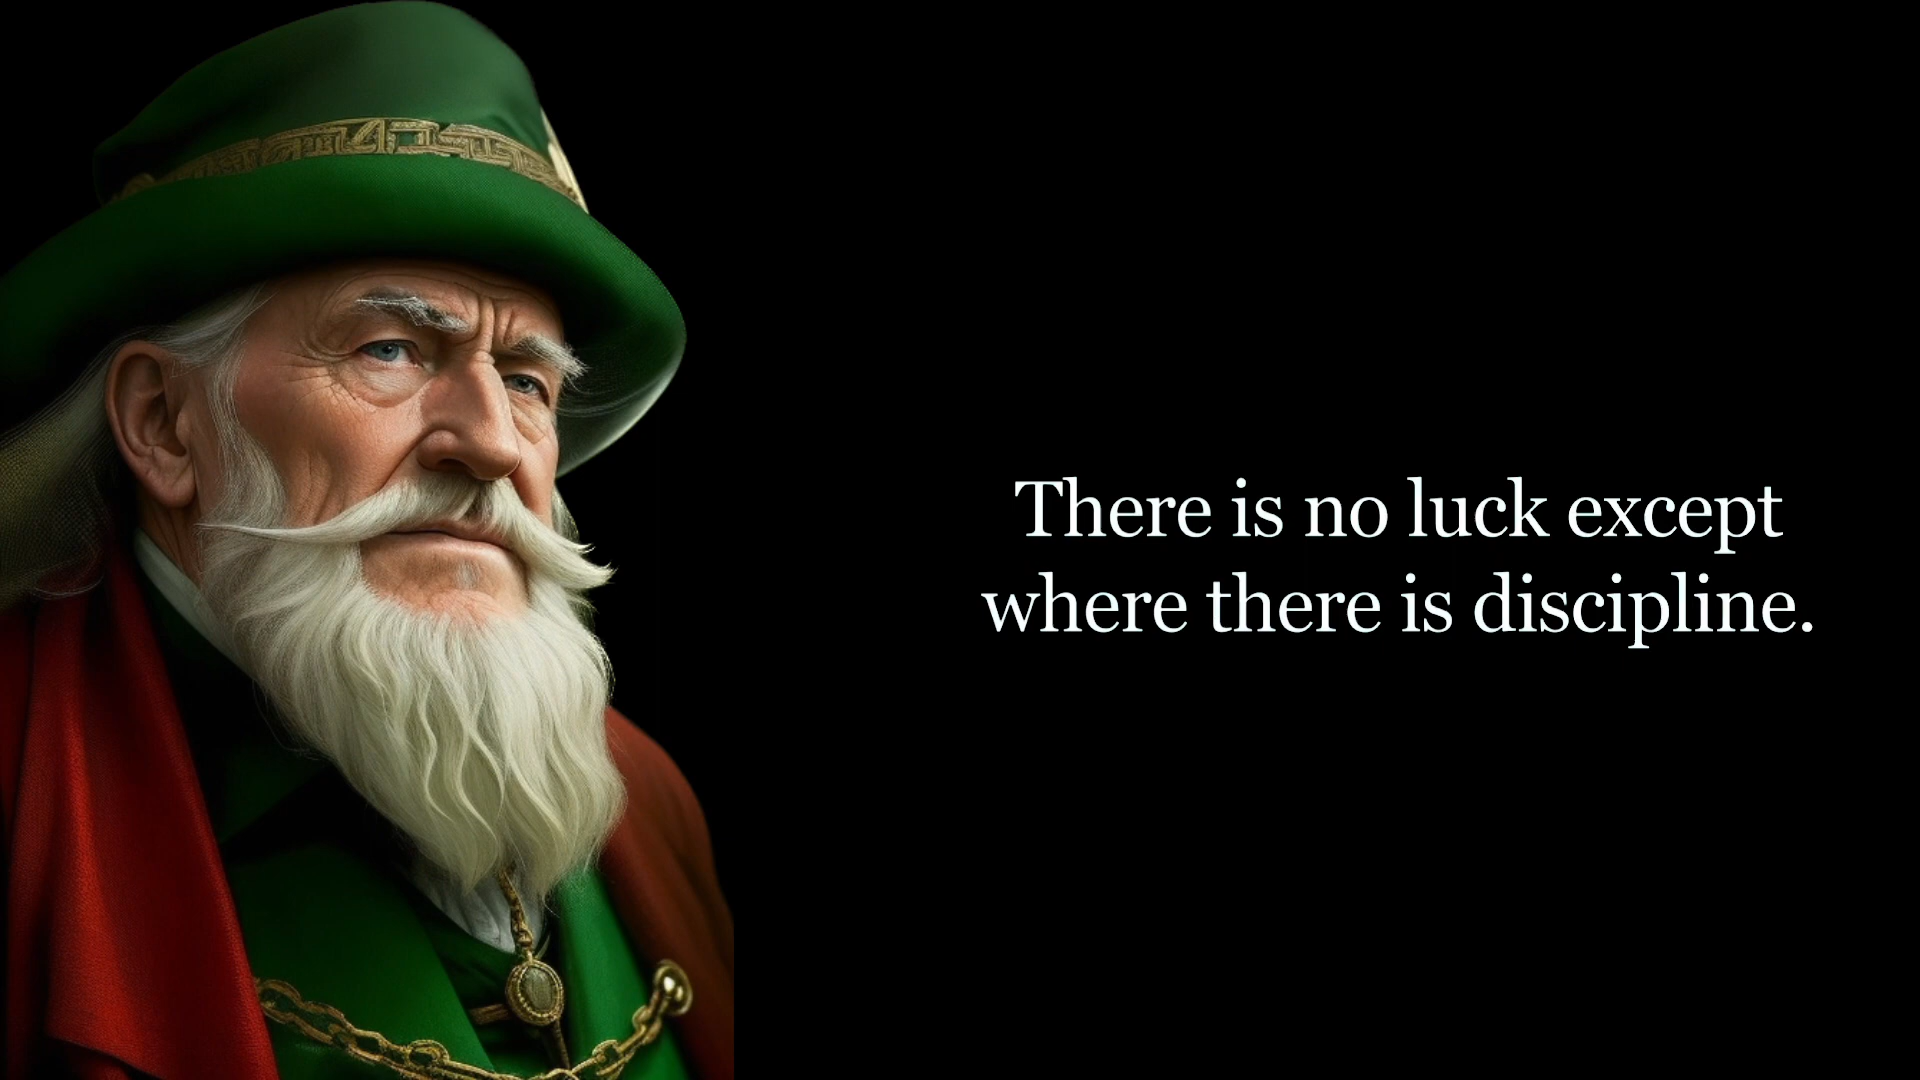 There is no luck except
where there is discipline.